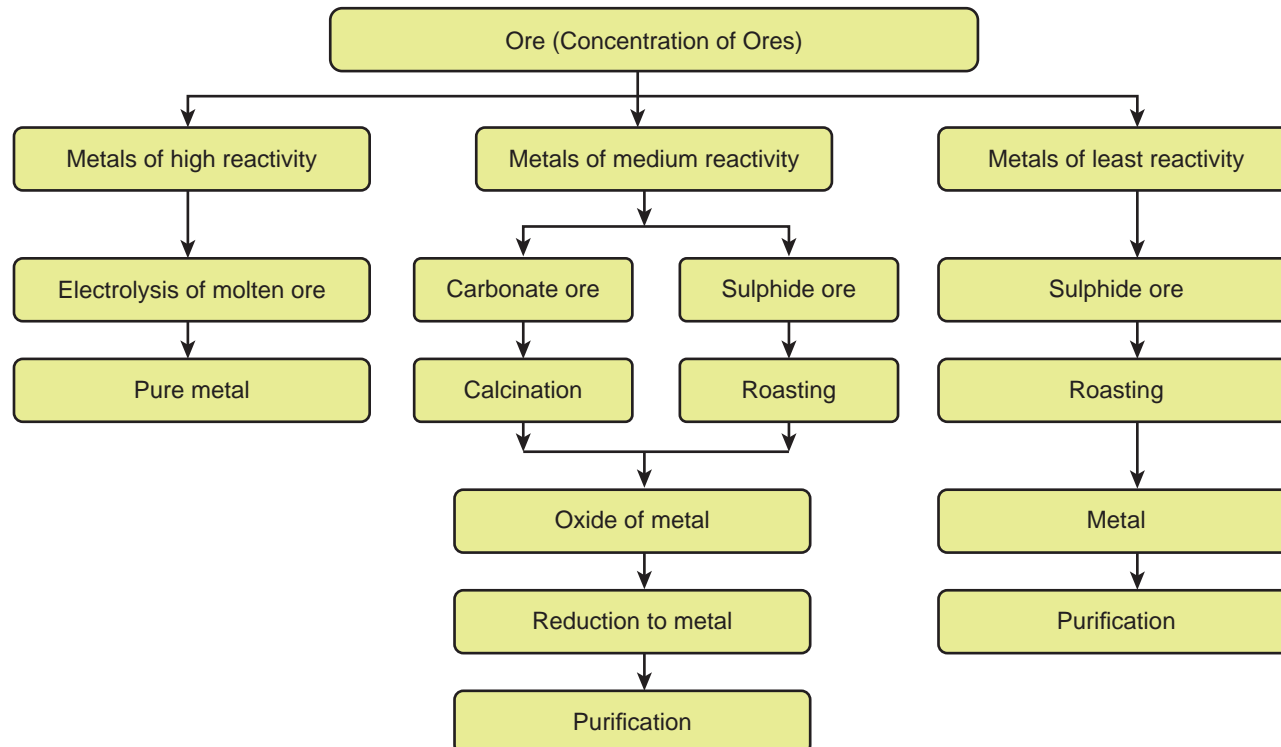 Ore (Concentration of Ores)
Metals of high reactivity
Metals of medium reactivity
Metals of least reactivity
Electrolysis of molten ore
Carbonate ore
Sulphide ore
Sulphide ore
Pure metal
Calcination
Roasting
Roasting
Oxide of metal
Metal
Reduction to metal
Purification
Purification